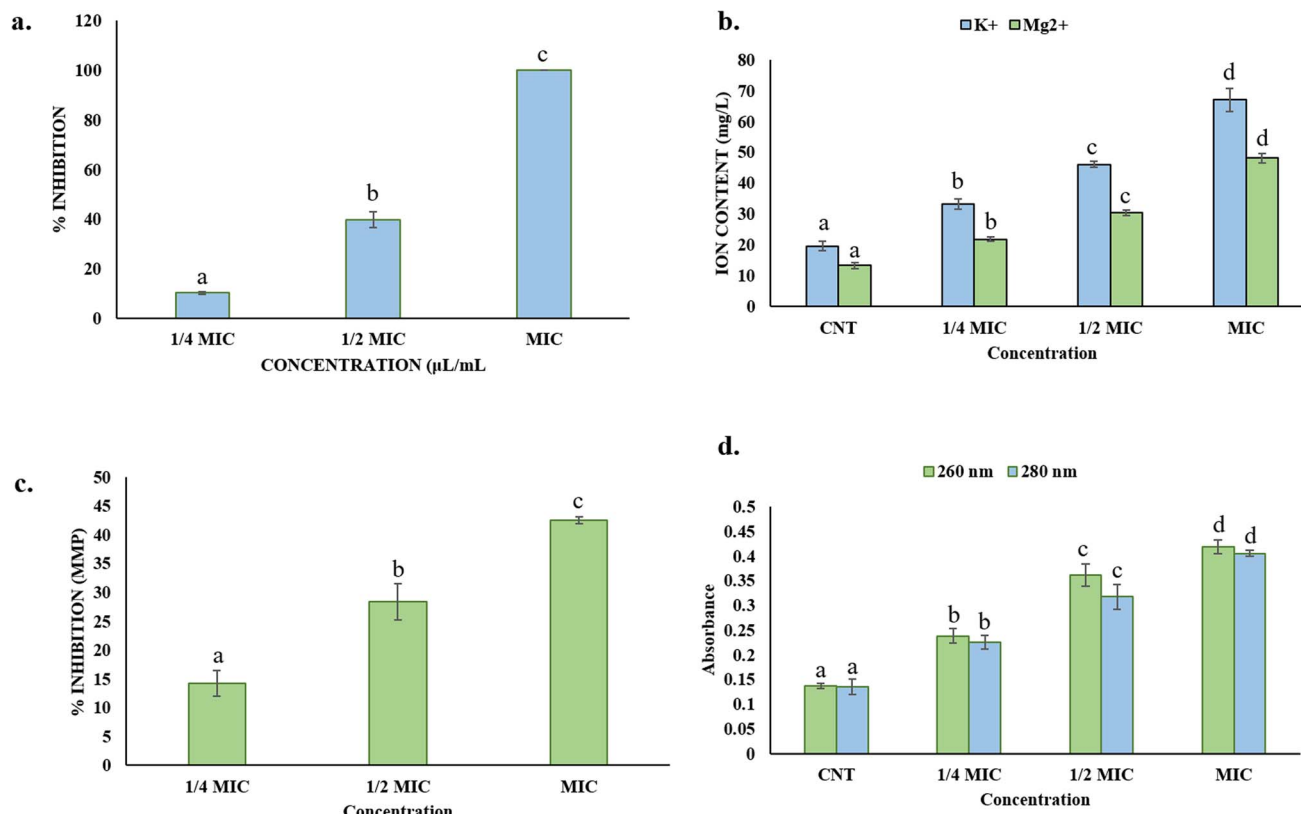 a.
120
100
80
60
40
20
0
% INHIBITION
a
b
c
1/4 MIC 1/2 MIC MIC
CONCENTRATION (µL/mL
b.
K+ Mg2+
80
70
60
50
40
30
20
10
0
ION CONTENT (mg/L)
a a b b c c d d
CNT 1/4 MIC 1/2 MIC MIC
Concentration
c.
50
45
40
35
30
25
20
15
10
5
0
% INHIBITION (MMP)
a
b
c
1/4 MIC 1/2 MIC MIC
Concentration
d.
260 nm 280 nm
0.5
0.45
0.4
0.35
0.3
0.25
0.2
0.15
0.1
0.05
0
Absorbance
a a b b c c d d
CNT 1/4 MIC 1/2 MIC MIC
Concentration